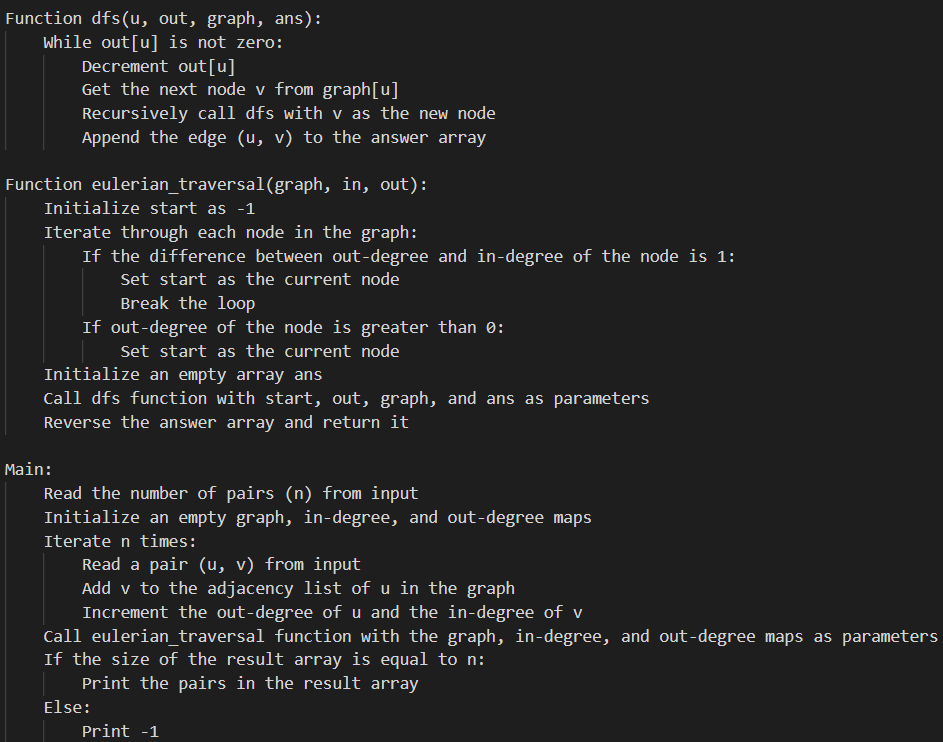 Function dfs(u, out, graph, ans):
    While out[u] is not zero:
        Decrement out[u]
        Get the next node v from graph[u]
        Recursively call dfs with v as the new node
        Append the edge (u, v) to the answer array

Function eulerian_traversal(graph, in, out):
    Initialize start as -1
    Iterate through each node in the graph:
        If the difference between out-degree and in-degree of the node is 1:
            Set start as the current node
            Break the loop
        If out-degree of the node is greater than 0:
            Set start as the current node
    Initialize an empty array ans
    Call dfs function with start, out, graph, and ans as parameters
    Reverse the answer array and return it

Main:
    Read the number of pairs (n) from input
    Initialize an empty graph, in-degree, and out-degree maps
    Iterate n times:
        Read a pair (u, v) from input
        Add v to the adjacency list of u in the graph
        Increment the out-degree of u and the in-degree of v
    Call eulerian_traversal function with the graph, in-degree, and out-degree maps as parameters
    If the size of the result array is equal to n:
        Print the pairs in the result array
    Else:
        Print -1